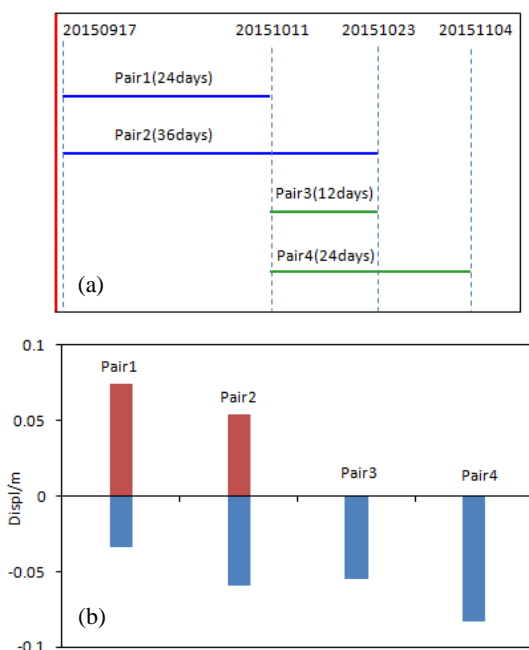 20150917 20151011 20151023 20151104
Pair1(24days)
Pair2(36days)
Pair3(12days)
Pair4(24days)
(a)
0.1
Pair1
Pair2
0.05
Pair3 Pair4
0
Displ/m
-0.05
(b)
-0.1